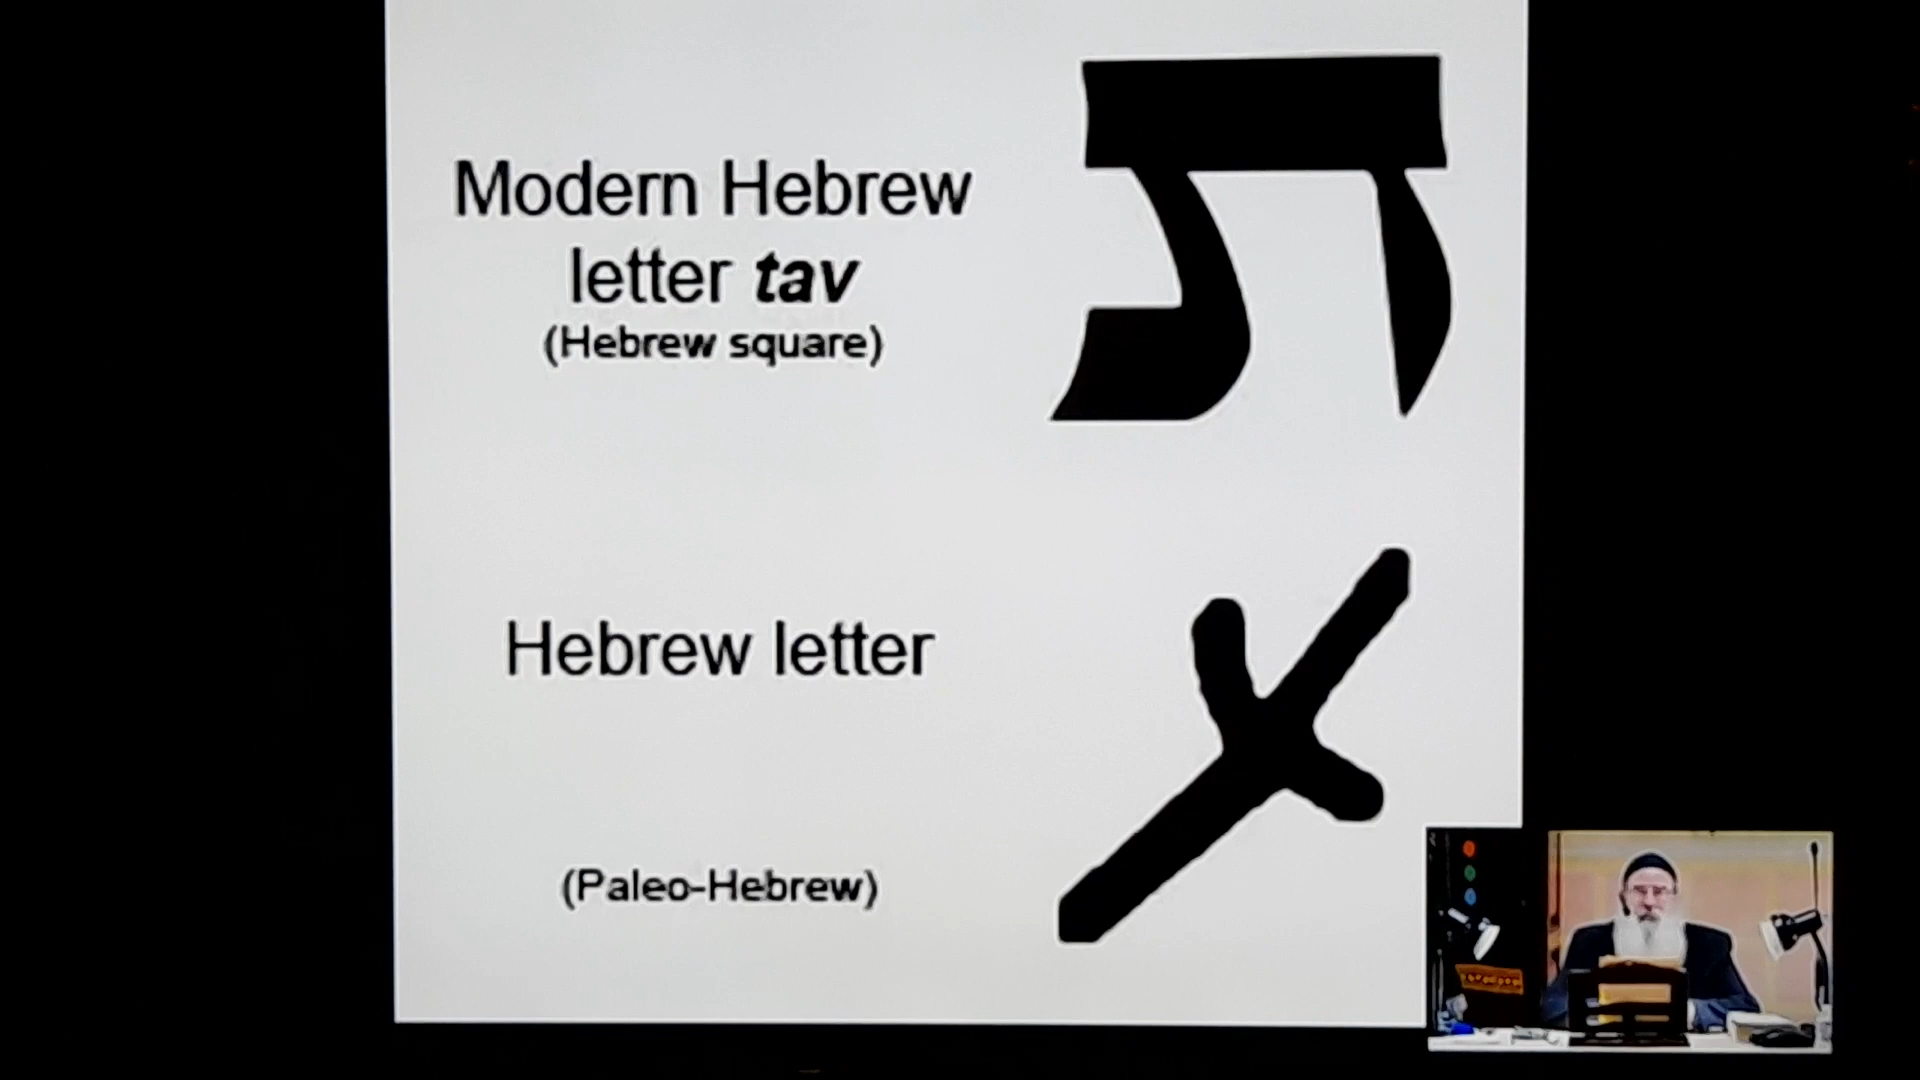 Modern Hebrew
letter tav
(Hebrew square)
ת
Hebrew letter
(Paleo-Hebrew)
𐤕